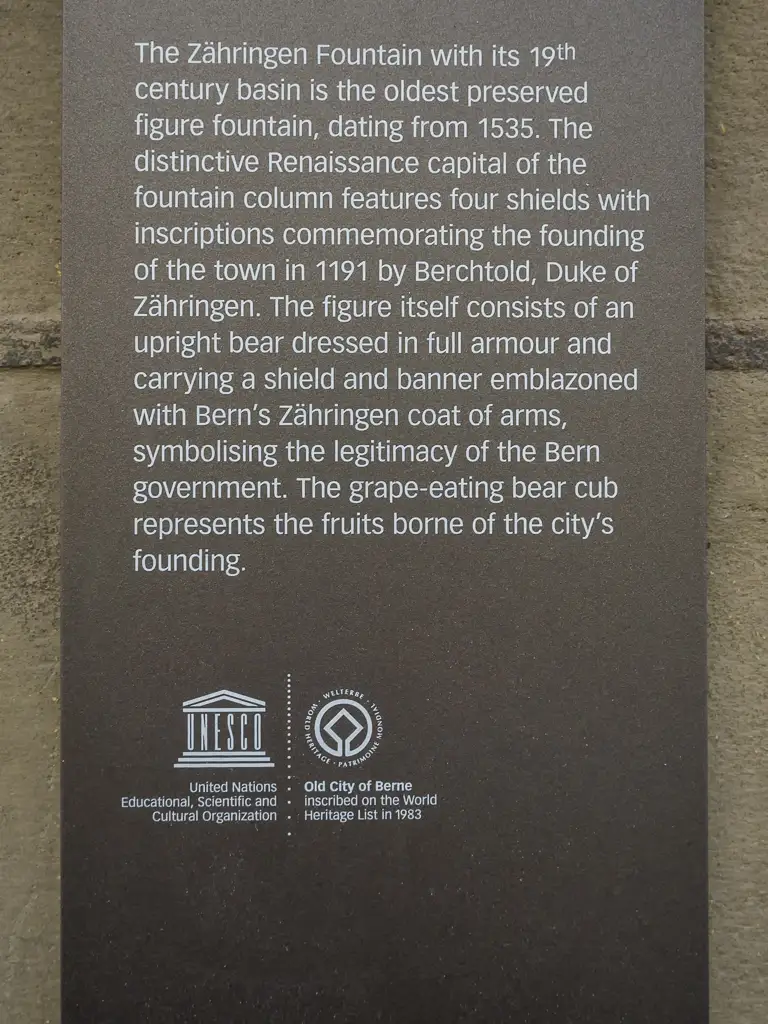 The Zähringen Fountain with its 19th
century basin is the oldest preserved
figure fountain, dating from 1535. The
distinctive Renaissance capital of the
fountain column features four shields with
inscriptions commemorating the founding
of the town in 1191 by Berchtold, Duke of
Zähringen. The figure itself consists of an
upright bear dressed in full armour and
carrying a shield and banner emblazoned
with Bern's Zähringen coat of arms,
symbolising the legitimacy of the Bern
government. The grape-eating bear cub
represents the fruits borne of the city's
founding.
UNESCO
United Nations
Educational, Scientific and
Cultural Organization
WELTERBE · PATRIMOINE MONDIAL · WORLD HERITAGE ·
Old City of Berne
inscribed on the World
Heritage List in 1983